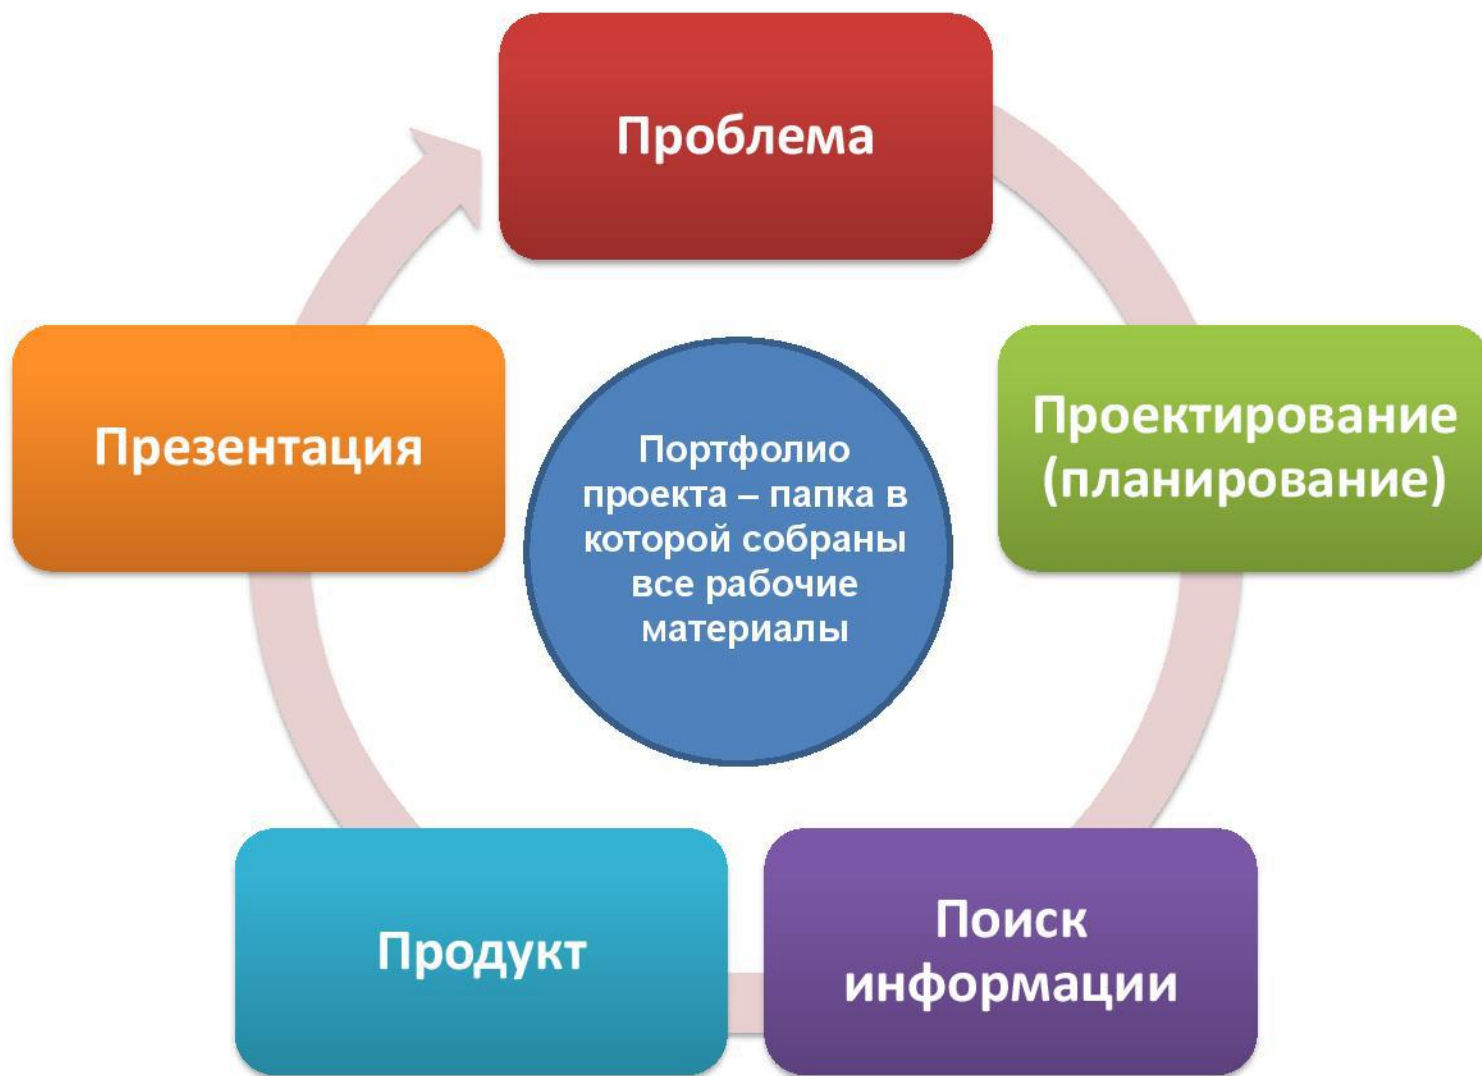 Проблема
Проектирование
(планирование)
Поиск
информации
Продукт
Презентация
Портфолио
проекта – папка в
которой собраны
все рабочие
материалы